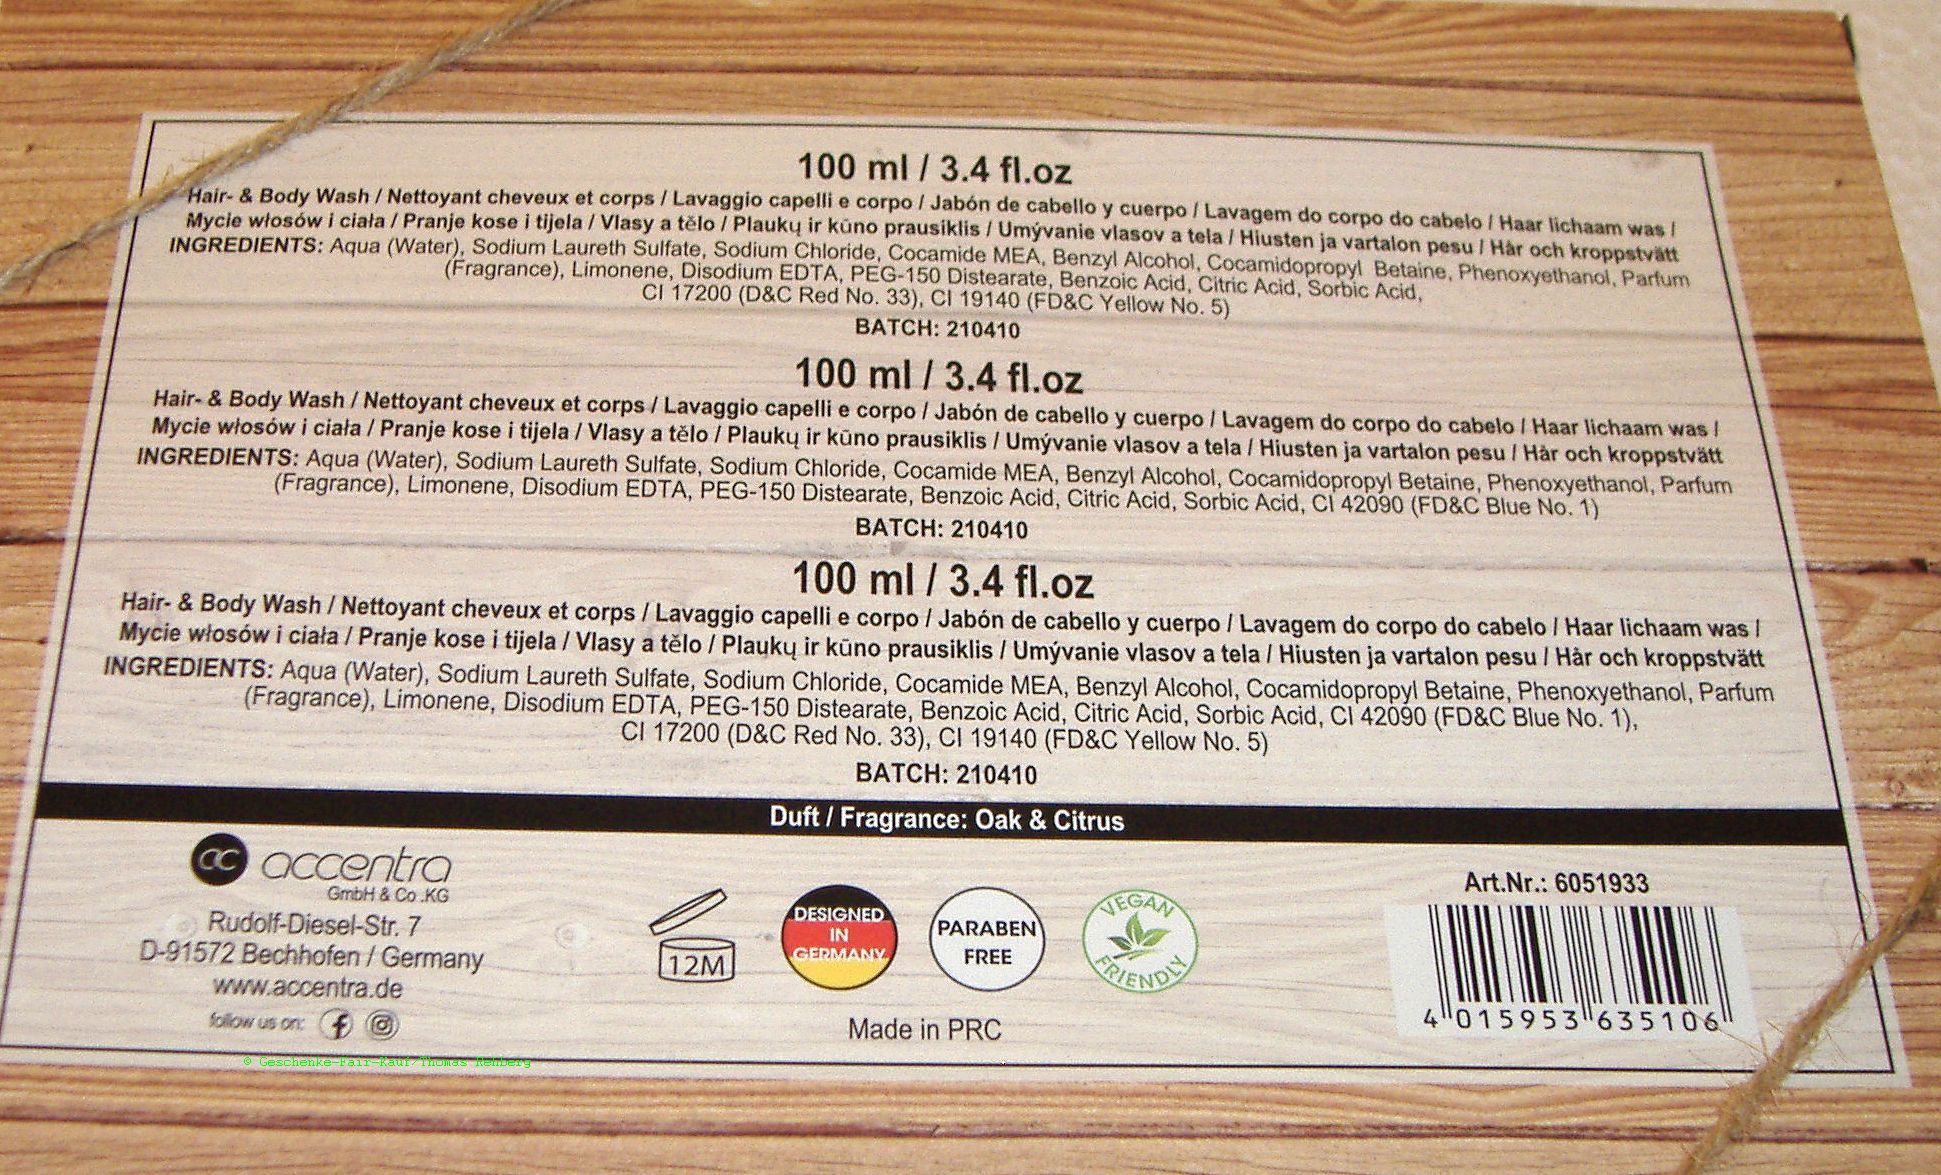 100 ml / 3.4 fl.oz
Hair- & Body Wash / Nettoyant cheveux et corps / Lavaggio capelli e corpo / Jabón de cabello y cuerpo / Lavagem do corpo do cabelo / Haar lichaam was /
Mycie włosów i ciała / Pranje kose i tijela / Vlasy a tělo / Plaukų ir kūno prausiklis / Umývanie vlasov a tela / Hiusten ja vartalon pesu / Hår och kroppstvätt
INGREDIENTS: Aqua (Water), Sodium Laureth Sulfate, Sodium Chloride, Cocamide MEA, Benzyl Alcohol, Cocamidopropyl Betaine, Phenoxyethanol, Parfum
(Fragrance), Limonene, Disodium EDTA, PEG-150 Distearate, Benzoic Acid, Citric Acid, Sorbic Acid,
CI 17200 (D&C Red No. 33), CI 19140 (FD&C Yellow No. 5)
BATCH: 210410
100 ml / 3.4 fl.oz
Hair- & Body Wash / Nettoyant cheveux et corps / Lavaggio capelli e corpo / Jabón de cabello y cuerpo / Lavagem do corpo do cabelo / Haar lichaam was /
Mycie włosów i ciała / Pranje kose i tijela / Vlasy a tělo / Plaukų ir kūno prausiklis / Umývanie vlasov a tela / Hiusten ja vartalon pesu / Hår och kroppstvätt
INGREDIENTS: Aqua (Water), Sodium Laureth Sulfate, Sodium Chloride, Cocamide MEA, Benzyl Alcohol, Cocamidopropyl Betaine, Phenoxyethanol, Parfum
(Fragrance), Limonene, Disodium EDTA, PEG-150 Distearate, Benzoic Acid, Citric Acid, Sorbic Acid, CI 42090 (FD&C Blue No. 1)
BATCH: 210410
100 ml / 3.4 fl.oz
Hair- & Body Wash / Nettoyant cheveux et corps / Lavaggio capelli e corpo / Jabón de cabello y cuerpo / Lavagem do corpo do cabelo / Haar lichaam was /
Mycie włosów i ciała / Pranje kose i tijela / Vlasy a tělo / Plaukų ir kūno prausiklis / Umývanie vlasov a tela / Hiusten ja vartalon pesu / Hår och kroppstvätt
INGREDIENTS: Aqua (Water), Sodium Laureth Sulfate, Sodium Chloride, Cocamide MEA, Benzyl Alcohol, Cocamidopropyl Betaine, Phenoxyethanol, Parfum
(Fragrance), Limonene, Disodium EDTA, PEG-150 Distearate, Benzoic Acid, Citric Acid, Sorbic Acid, CI 42090 (FD&C Blue No. 1),
CI 17200 (D&C Red No. 33), CI 19140 (FD&C Yellow No. 5)
BATCH: 210410
Duft / Fragrance: Oak & Citrus
ac accentra
GmbH & Co .KG
Rudolf-Diesel-Str. 7
D-91572 Bechhofen / Germany
www.accentra.de
follow us on:
12M
DESIGNED
IN
GERMANY
PARABEN
FREE
VEGAN
FRIENDLY
Made in PRC
Art.Nr.: 6051933
4 015953 635106
© Geschenke-Fair-Kauf/Thomas Rehberg